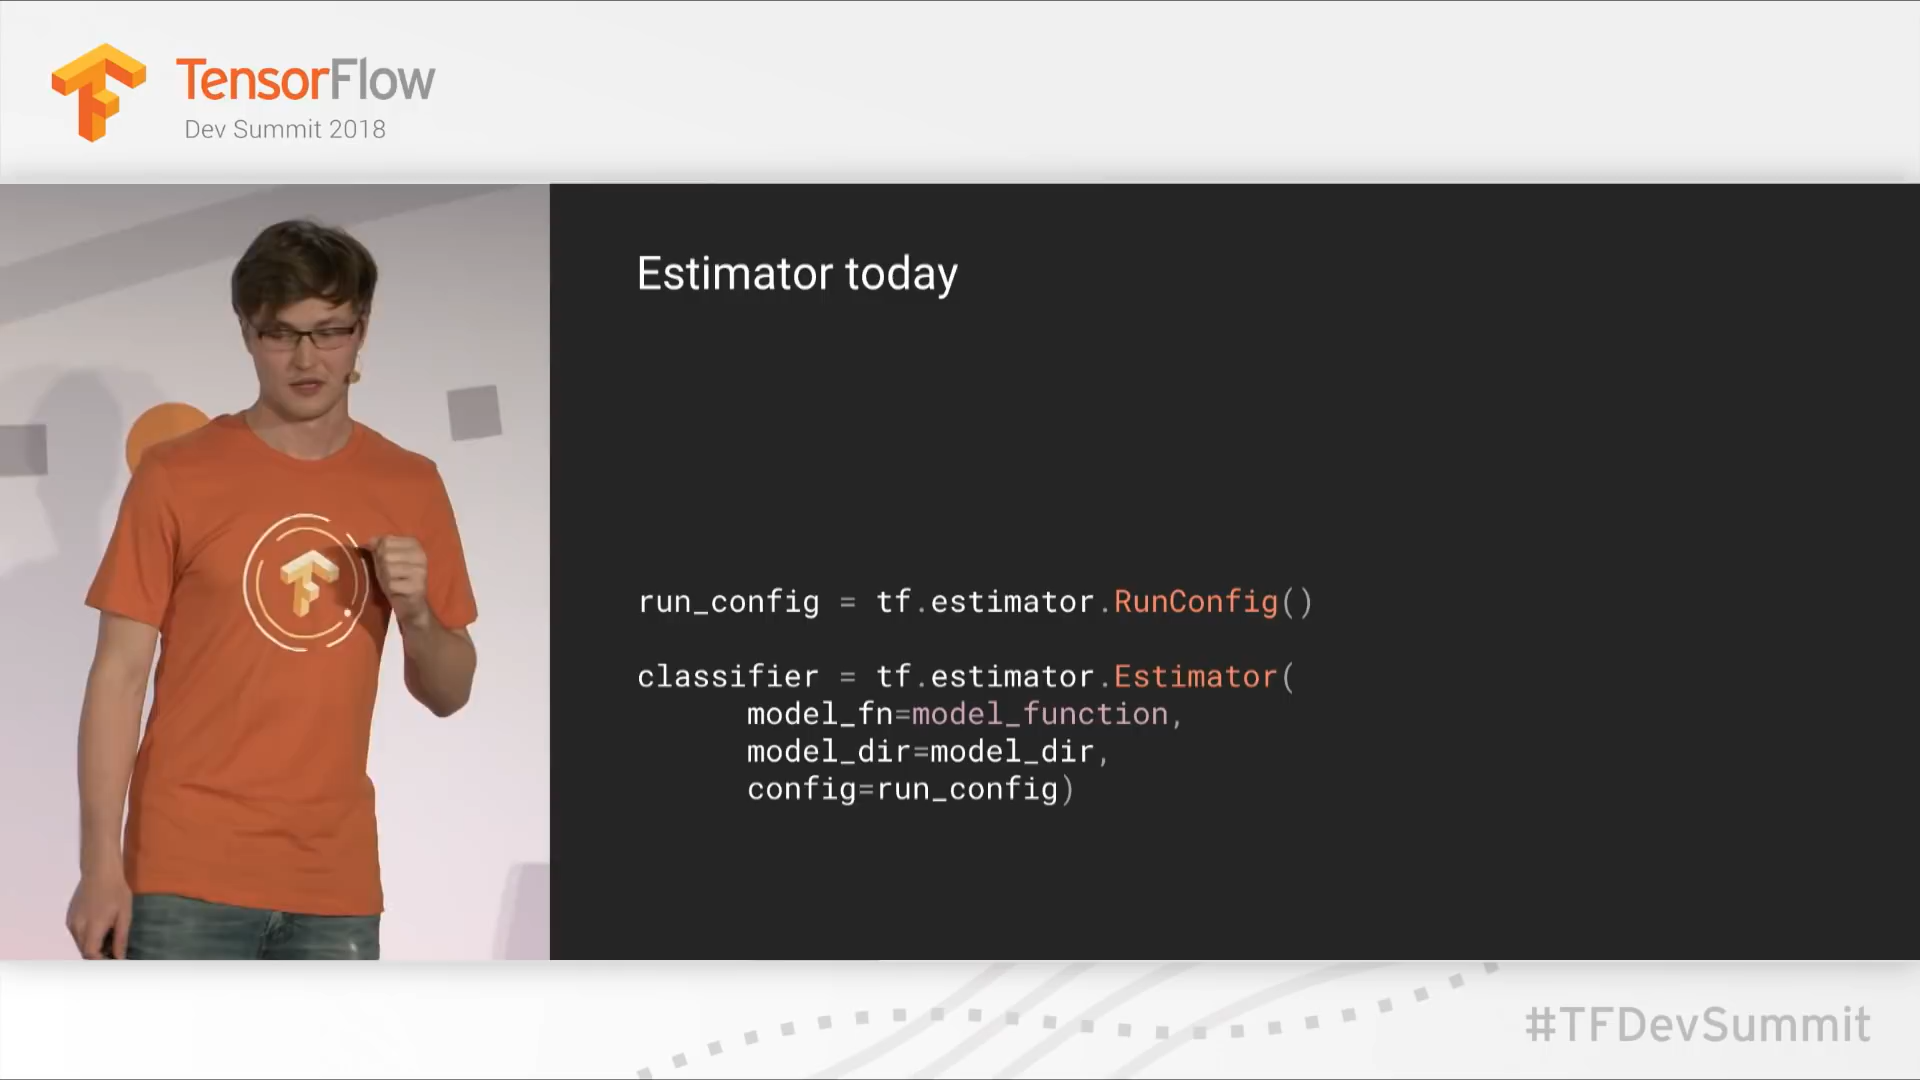 TensorFlow
Dev Summit 2018
Estimator today
run_config = tf.estimator.RunConfig()
classifier = tf.estimator.Estimator(
model_fn=model_function,
model_dir=model_dir,
config=run_config)
#TFDevSummit